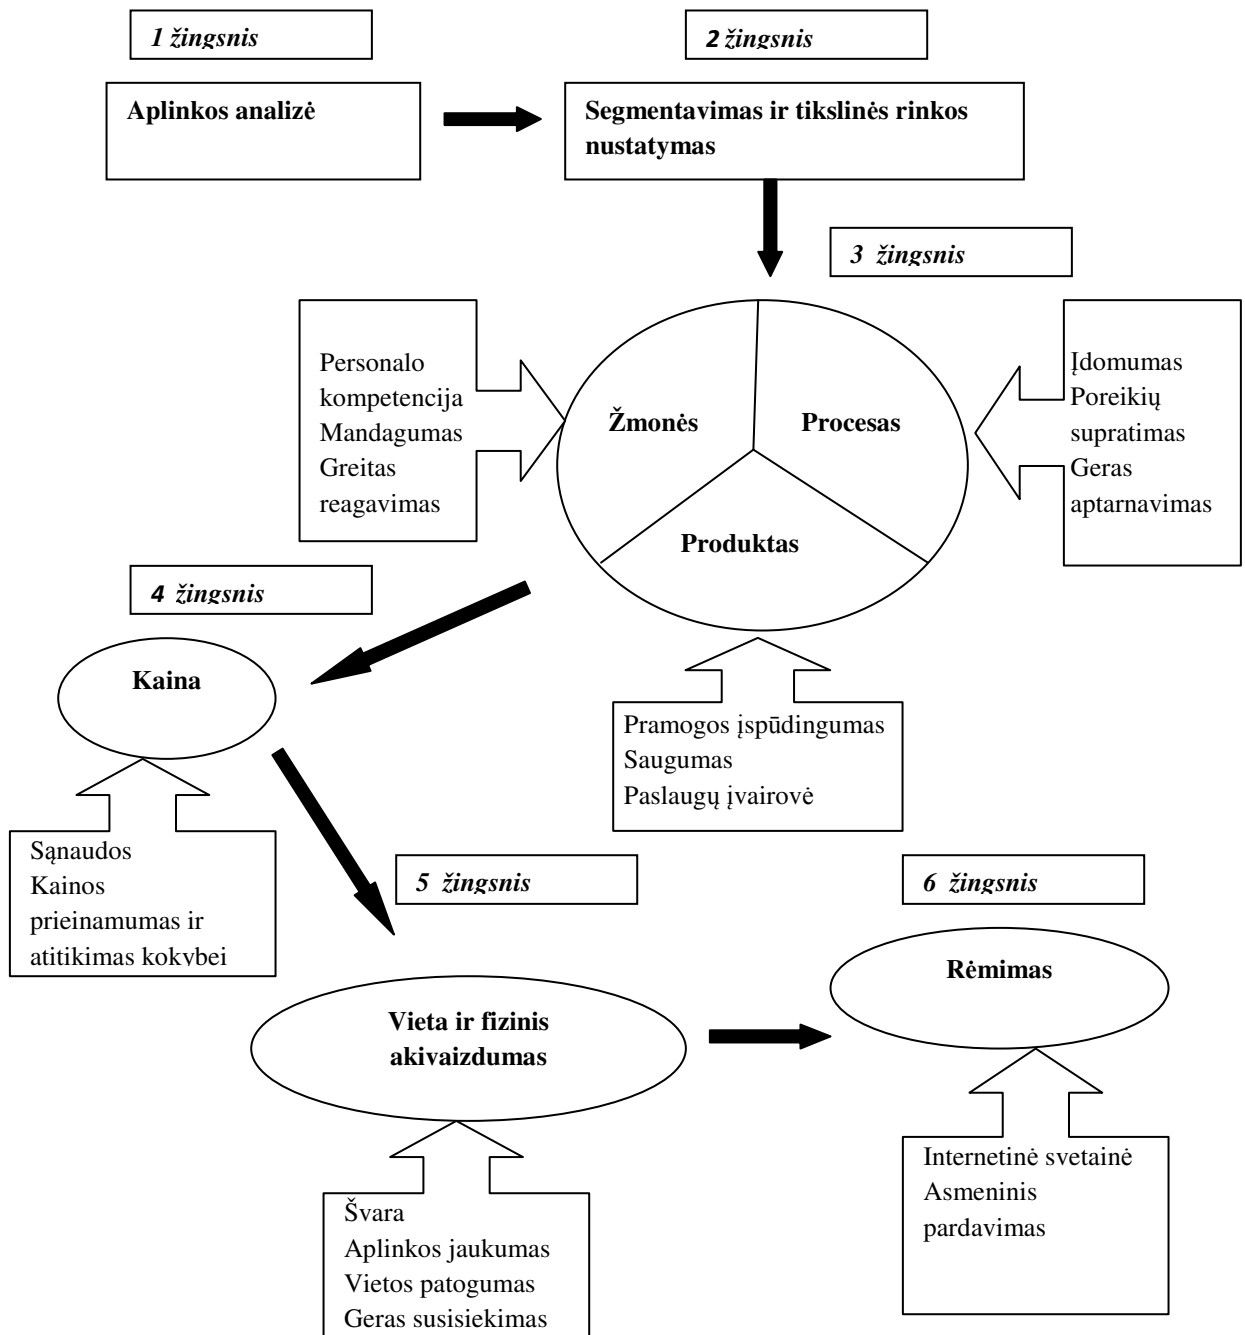 1 žingsnis
2 žingsnis
Aplinkos analizė
Segmentavimas ir tikslinės rinkos
nustatymas
3 žingsnis
Personalo
kompetencija
Mandagumas
Greitas
reagavimas
Žmonės
Procesas
Produktas
Įdomumas
Poreikių
supratimas
Geras
aptarnavimas
4 žingsnis
Kaina
Pramogos įspūdingumas
Saugumas
Paslaugų įvairovė
Sąnaudos
Kainos
prieinamumas ir
atitikimas kokybei
5 žingsnis
6 žingsnis
Vieta ir fizinis
akivaizdumas
Rėmimas
Švara
Aplinkos jaukumas
Vietos patogumas
Geras susisiekimas
Internetinė svetainė
Asmeninis
pardavimas